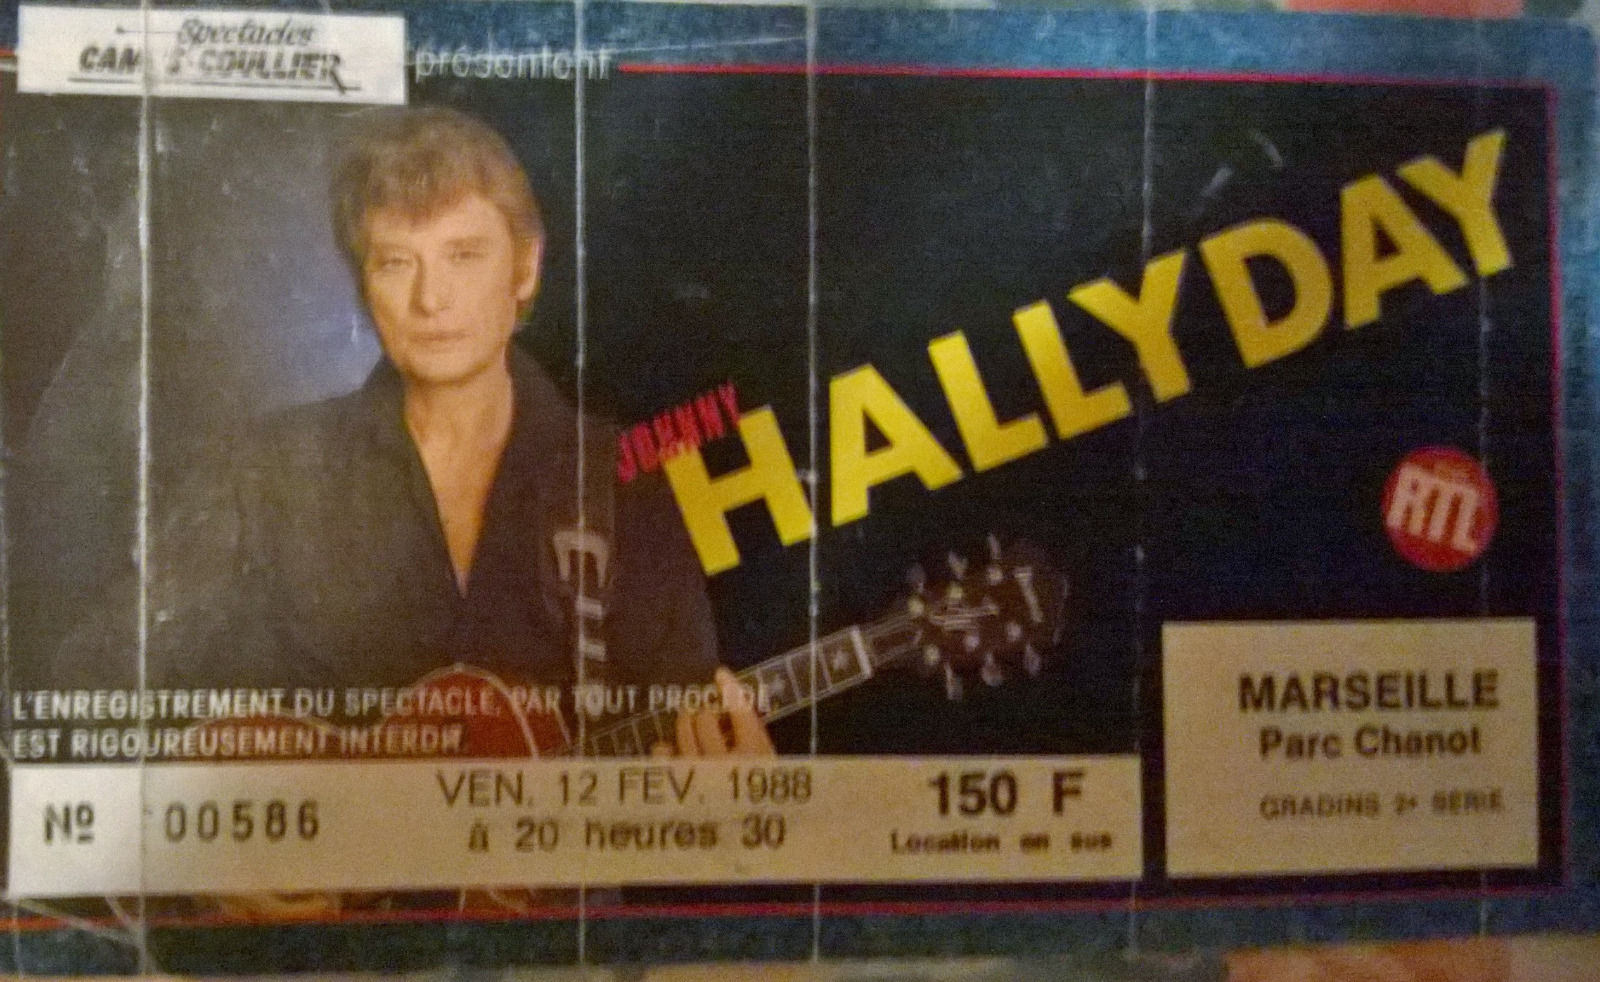 Spectacles
CAMUS-COULLIER
présentent
JOHNNY
HALLYDAY
RTL
L'ENREGISTREMENT DU SPECTACLE, PAR TOUT PROCÉDÉ
EST RIGOUREUSEMENT INTERDIT.
Nº 00586
VEN. 12 FEV. 1988
à 20 heures 30
150 F
Location en sus
MARSEILLE
Parc Chanot
GRADINS 2e SERIE